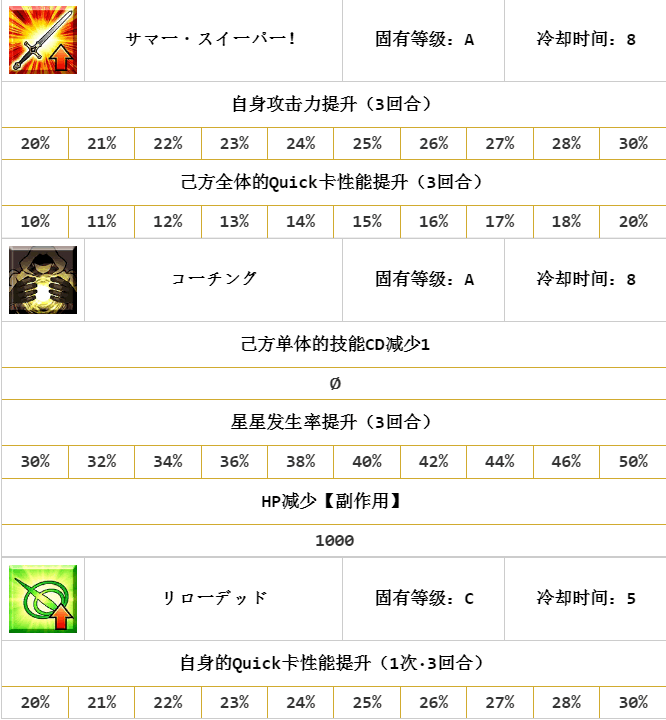 サマー・スイーパー! 固有等级: A 冷却时间: 8
自身攻击力提升（3回合）
20% 21% 22% 23% 24% 25% 26% 27% 28% 30%
己方全体的Quick卡性能提升（3回合）
10% 11% 12% 13% 14% 15% 16% 17% 18% 20%
コーチング 固有等级: A 冷却时间: 8
己方单体的技能CD减少1
Ø
星星发生率提升（3回合）
30% 32% 34% 36% 38% 40% 42% 44% 46% 50%
HP减少【副作用】
1000
リローデッド 固有等级: C 冷却时间: 5
自身的Quick卡性能提升（1次·3回合）
20% 21% 22% 23% 24% 25% 26% 27% 28% 30%